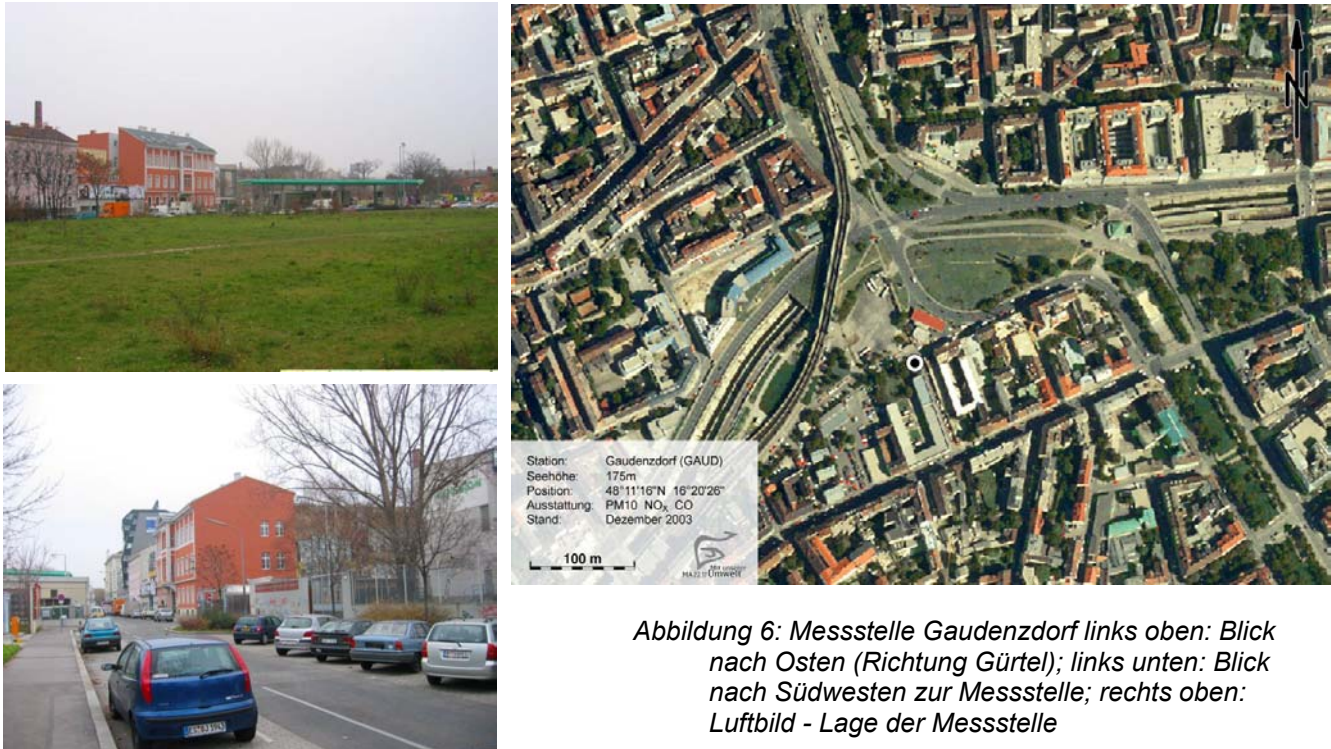 N
Station: Gaudenzdorf (GAUD)
Seehöhe: 175m
Position: 48°11'16"N 16°20'26"
Ausstattung: PM10 NOx CO
Stand: Dezember 2003
100 m
Umwelt
Abbildung 6: Messstelle Gaudenzdorf links oben: Blick
nach Osten (Richtung Gürtel); links unten: Blick
nach Südwesten zur Messstelle; rechts oben:
Luftbild - Lage der Messstelle